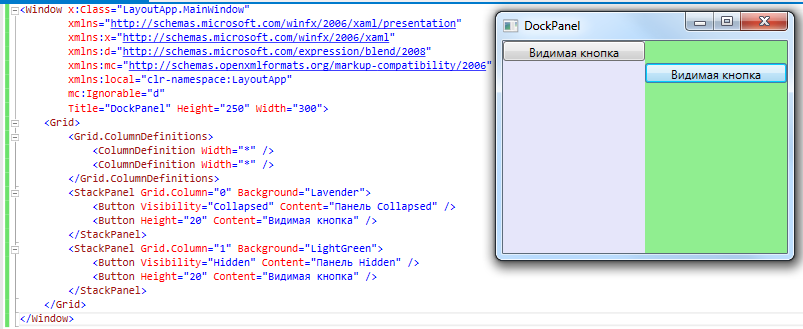 <Window x:Class="LayoutApp.MainWindow"
xmlns="http://schemas.microsoft.com/winfx/2006/xaml/presentation"
xmlns:x="http://schemas.microsoft.com/winfx/2006/xaml"
xmlns:d="http://schemas.microsoft.com/expression/blend/2008"
xmlns:mc="http://schemas.openxmlformats.org/markup-compatibility/2006"
xmlns:local="clr-namespace:LayoutApp"
mc:Ignorable="d"
Title="DockPanel" Height="250" Width="300">
<Grid>
<Grid.ColumnDefinitions>
<ColumnDefinition Width="*" />
<ColumnDefinition Width="*" />
</Grid.ColumnDefinitions>
<StackPanel Grid.Column="0" Background="Lavender">
<Button Visibility="Collapsed" Content="Панель Collapsed" />
<Button Height="20" Content="Видимая кнопка" />
</StackPanel>
<StackPanel Grid.Column="1" Background="LightGreen">
<Button Visibility="Hidden" Content="Панель Hidden" />
<Button Height="20" Content="Видимая кнопка" />
</StackPanel>
</Grid>
</Window>
DockPanel
Видимая кнопка
Видимая кнопка